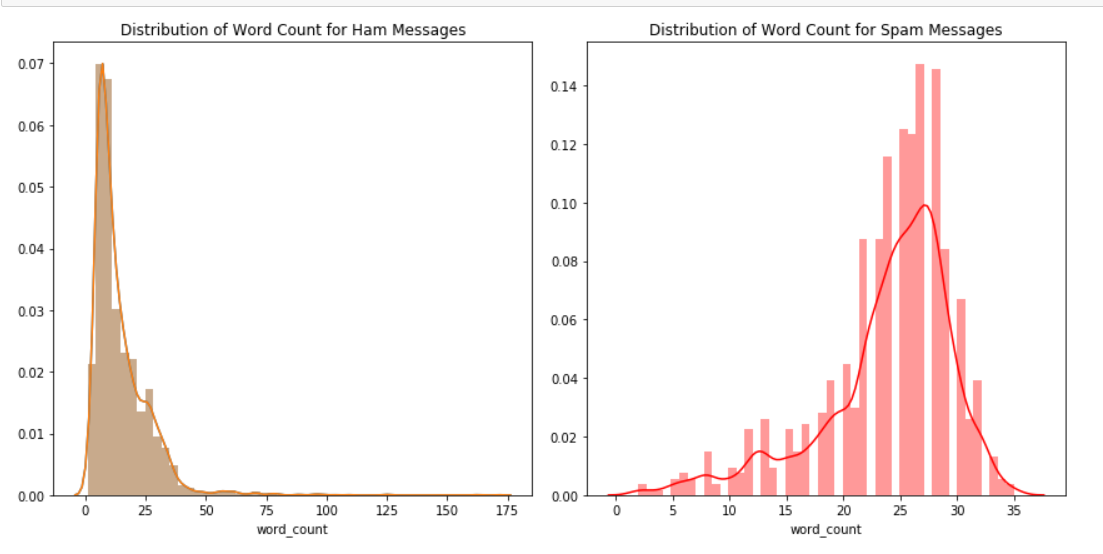 Distribution of Word Count for Ham Messages
0.07
0.06
0.05
0.04
0.03
0.02
0.01
0.00
0 25 50 75 100 125 150 175
word_count
Distribution of Word Count for Spam Messages
0.14
0.12
0.10
0.08
0.06
0.04
0.02
0.00
0 5 10 15 20 25 30 35
word_count